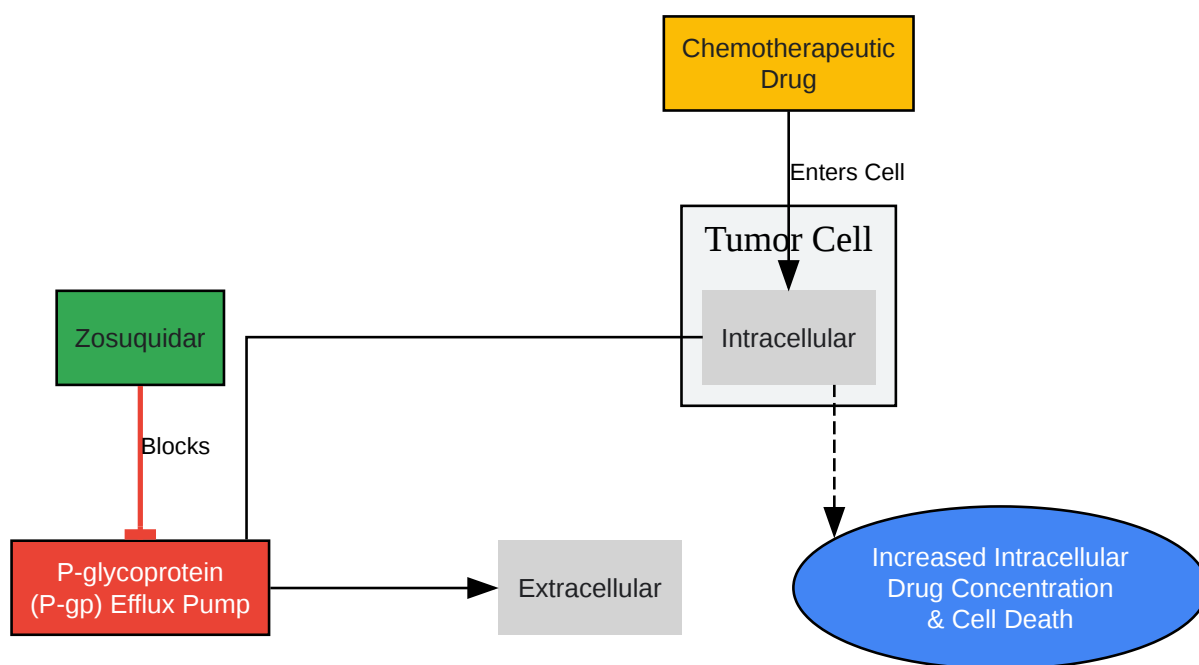 Chemotherapeutic
Drug
Enters Cell
Tumor Cell
Zosuquidar
Intracellular
Blocks
P-glycoprotein
(P-gp) Efflux Pump
Extracellular
Increased Intracellular
Drug Concentration
& Cell Death